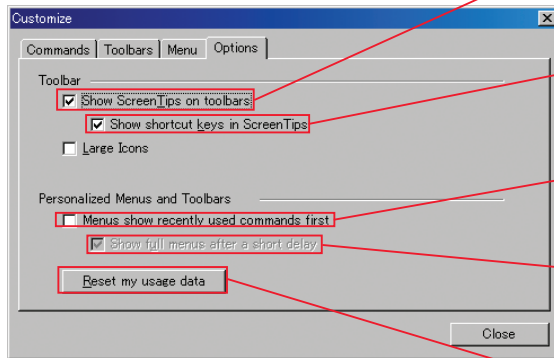 Customize
Commands Toolbars Menu Options
Toolbar
Show ScreenTips on toolbars
Show shortcut keys in ScreenTips
Large Icons
Personalized Menus and Toolbars
Menus show recently used commands first
Show full menus after a short delay
Reset my usage data
Close